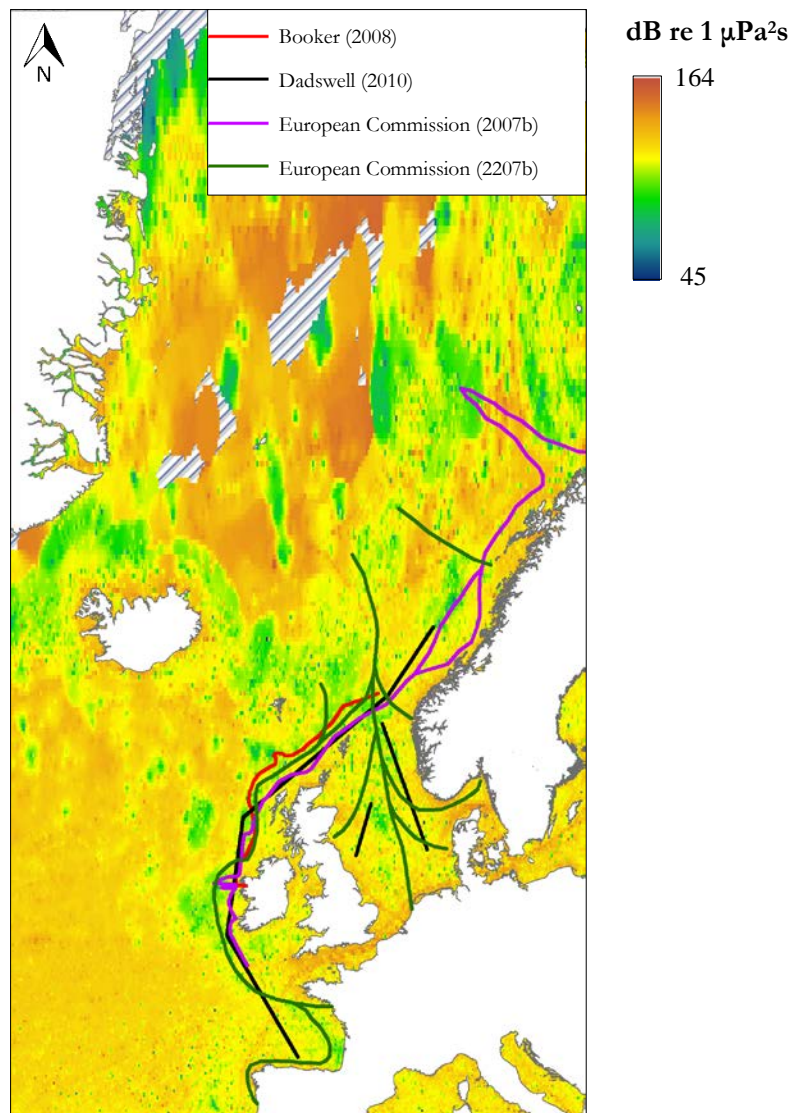 N
Booker (2008)
Dadswell (2010)
European Commission (2007b)
European Commission (2207b)
dB re 1 μPa²s
164
45